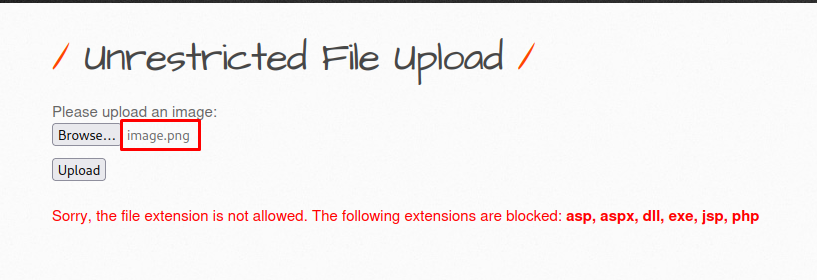 / Unrestricted File Upload /
Please upload an image:
Browse... image.png
Upload
Sorry, the file extension is not allowed. The following extensions are blocked: asp, aspx, dll, exe, jsp, php